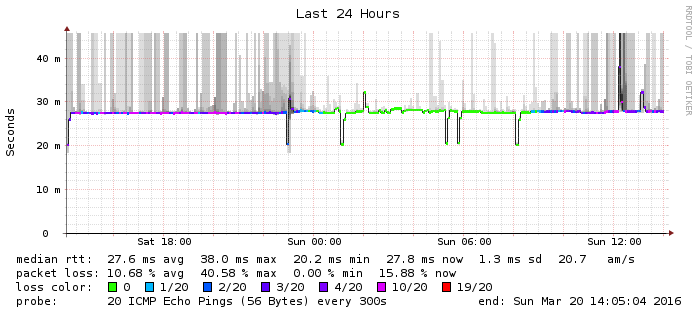 Last 24 Hours
RRDTOOL / TOBI OETIKER
Seconds
40 m
30 m
20 m
10 m
0
Sat 18:00 Sun 00:00 Sun 06:00 Sun 12:00
median rtt: 27.6 ms avg 38.0 ms max 20.2 ms min 27.8 ms now 1.3 ms sd 20.7 am/s
packet loss: 10.68 % avg 40.58 % max 0.00 % min 15.88 % now
loss color: 0 1/20 2/20 3/20 4/20 10/20 19/20
probe: 20 ICMP Echo Pings (56 Bytes) every 300s end: Sun Mar 20 14:05:04 2016